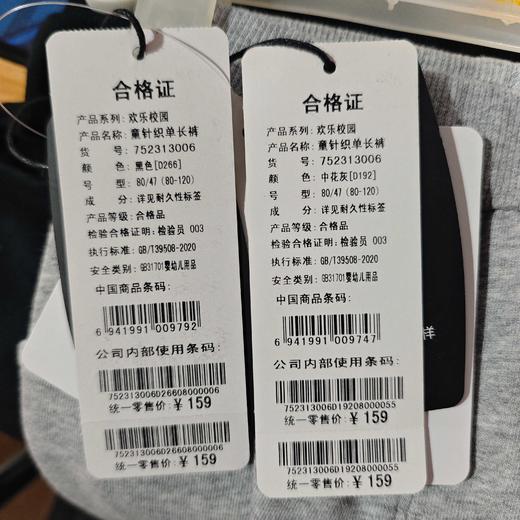 合格证
产品系列: 欢乐校园
产品名称: 童针织单长裤
货 号: 752313006
颜 色: 黑色[D266]
号 型: 80/47 (80-120)
成 分: 详见耐久性标签
产品等级: 合格品
检验合格证明: 检验员 003
执行标准: GB/T39508-2020
安全类别: GB31701婴幼儿用品
中国商品条码:
6 941991 009792
公司内部使用条码:
752313006D26608000006
统一零售价: ¥ 159
752313006D26608000006
统一零售价: ¥ 159
合格证
产品系列: 欢乐校园
产品名称: 童针织单长裤
货 号: 752313006
颜 色: 中花灰[D192]
号 型: 80/47 (80-120)
成 分: 详见耐久性标签
产品等级: 合格品
检验合格证明: 检验员 003
执行标准: GB/T39508-2020
安全类别: GB31701婴幼儿用品
中国商品条码:
6 941991 009747
公司内部使用条码:
752313006D19208000055
统一零售价: ¥ 159
752313006D19208000055
统一零售价: ¥ 159